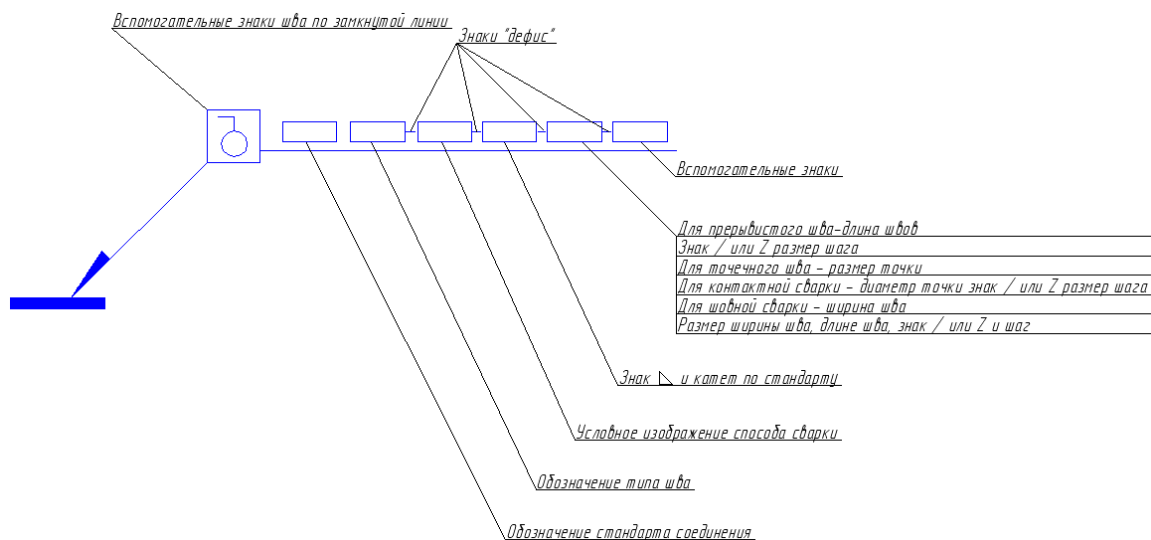 Вспомогательные знаки шва по замкнутой линии
Знаки "дефис"
Вспомогательные знаки
Для прерывистого шва-длина швов
Знак / или Z размер шага
Для точечного шва - размер точки
Для контактной сварки - диаметр точки знак / или Z размер шага
Для шовной сварки - ширина шва
Размер ширины шва, длине шва, знак / или Z и шаг
Знак ◺ и катет по стандарту
Условное изображение способа сварки
Обозначение типа шва
Обозначение стандарта соединения